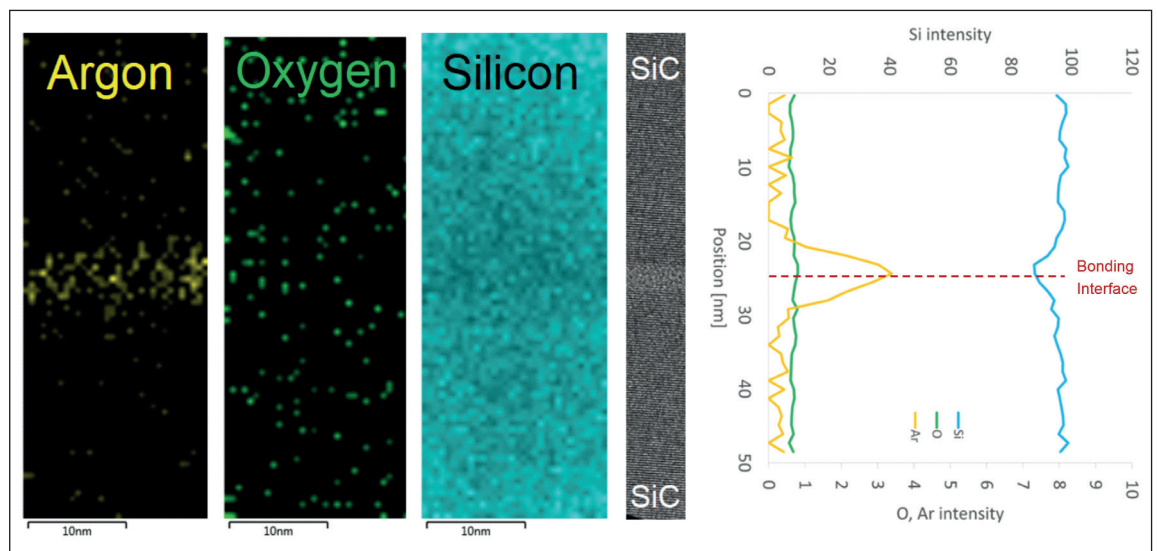 Argon
Oxygen
Silicon
SiC
SiC
10nm
10nm
10nm
Si intensity
0 20 40 60 80 100 120
0
10
20
30
40
50
Position [nm]
Bonding
Interface
Si
O
Ar
0 1 2 3 4 5 6 7 8 9 10
O, Ar intensity